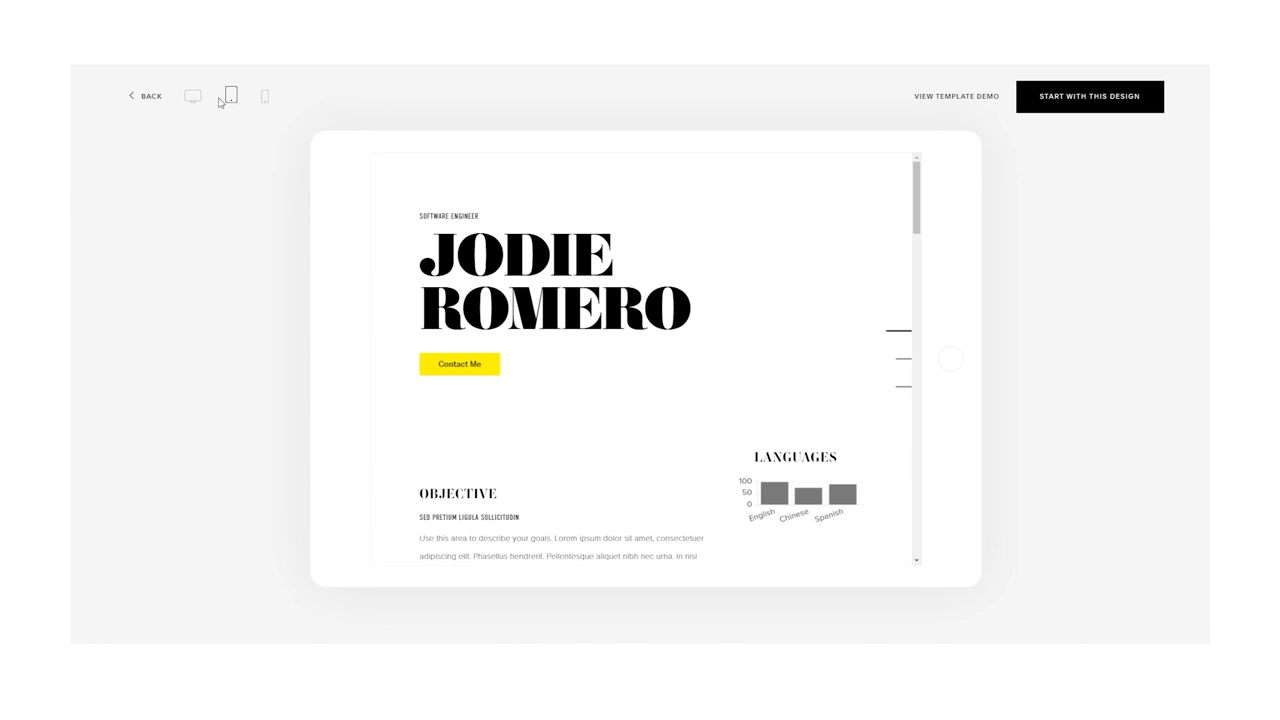 BACK
VIEW TEMPLATE DEMO
START WITH THIS DESIGN
SOFTWARE ENGINEER
JODIE
ROMERO
Contact Me
LANGUAGES
100
50
0
English
Chinese
Spanish
OBJECTIVE
SED PRETIUM LIGULA SOLLICITUDIN
Use this area to describe your goals. Lorem ipsum dolor sit amet, consectetuer
adipiscing elit. Phasellus hendrerit. Pellentesque aliquet nibh nec urna. In nisi